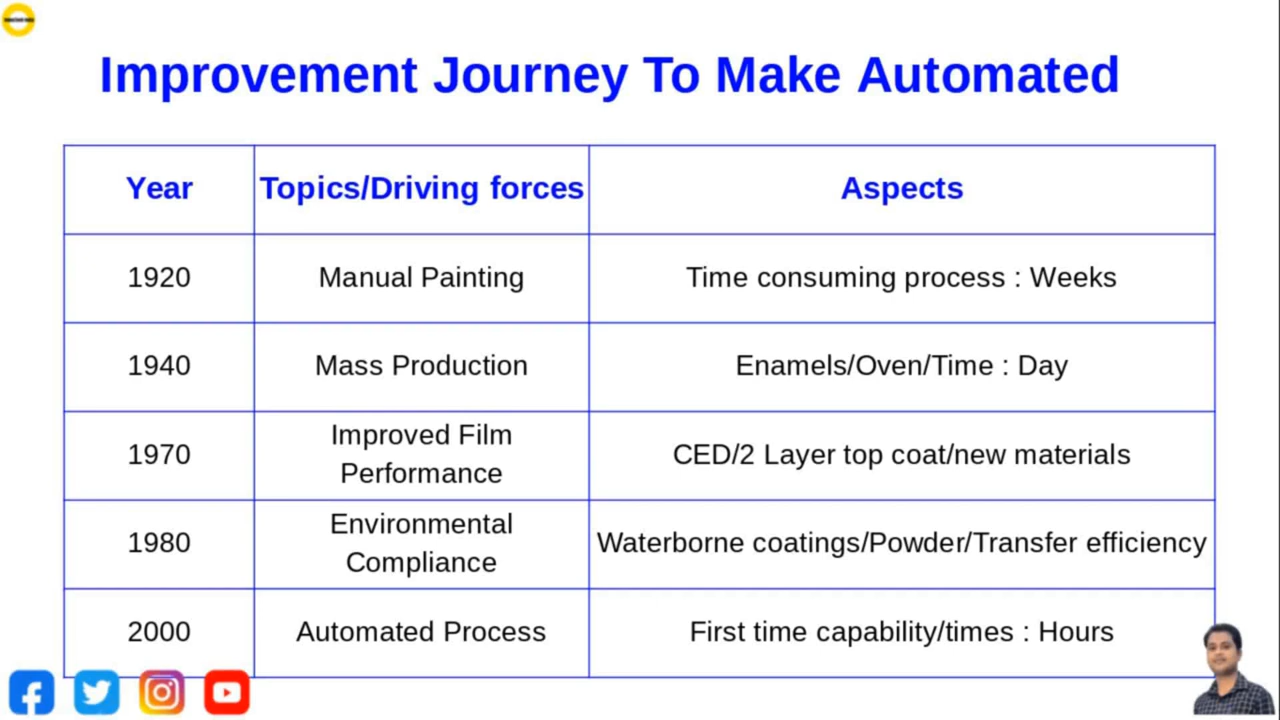 Improvement Journey To Make Automated
Year Topics/Driving forces Aspects
1920 Manual Painting Time consuming process : Weeks
1940 Mass Production Enamels/Oven/Time : Day
1970 Improved Film Performance CED/2 Layer top coat/new materials
1980 Environmental Compliance Waterborne coatings/Powder/Transfer efficiency
2000 Automated Process First time capability/times : Hours